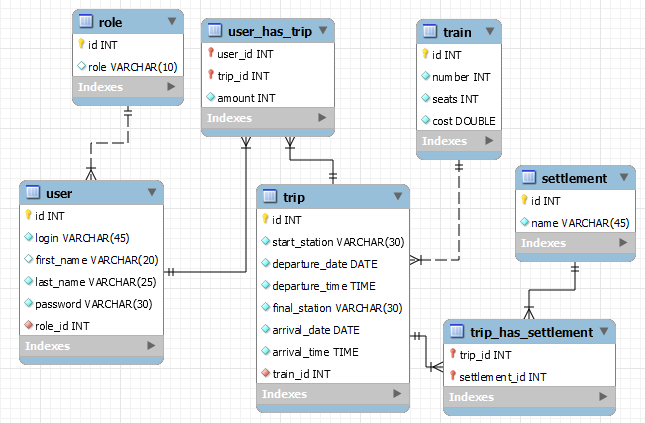 role
id INT
role VARCHAR(10)
Indexes
user_has_trip
user_id INT
trip_id INT
amount INT
Indexes
train
id INT
number INT
seats INT
cost DOUBLE
Indexes
user
id INT
login VARCHAR(45)
first_name VARCHAR(20)
last_name VARCHAR(25)
password VARCHAR(30)
role_id INT
Indexes
trip
id INT
start_station VARCHAR(30)
departure_date DATE
departure_time TIME
final_station VARCHAR(30)
arrival_date DATE
arrival_time TIME
train_id INT
Indexes
settlement
id INT
name VARCHAR(45)
Indexes
trip_has_settlement
trip_id INT
settlement_id INT
Indexes